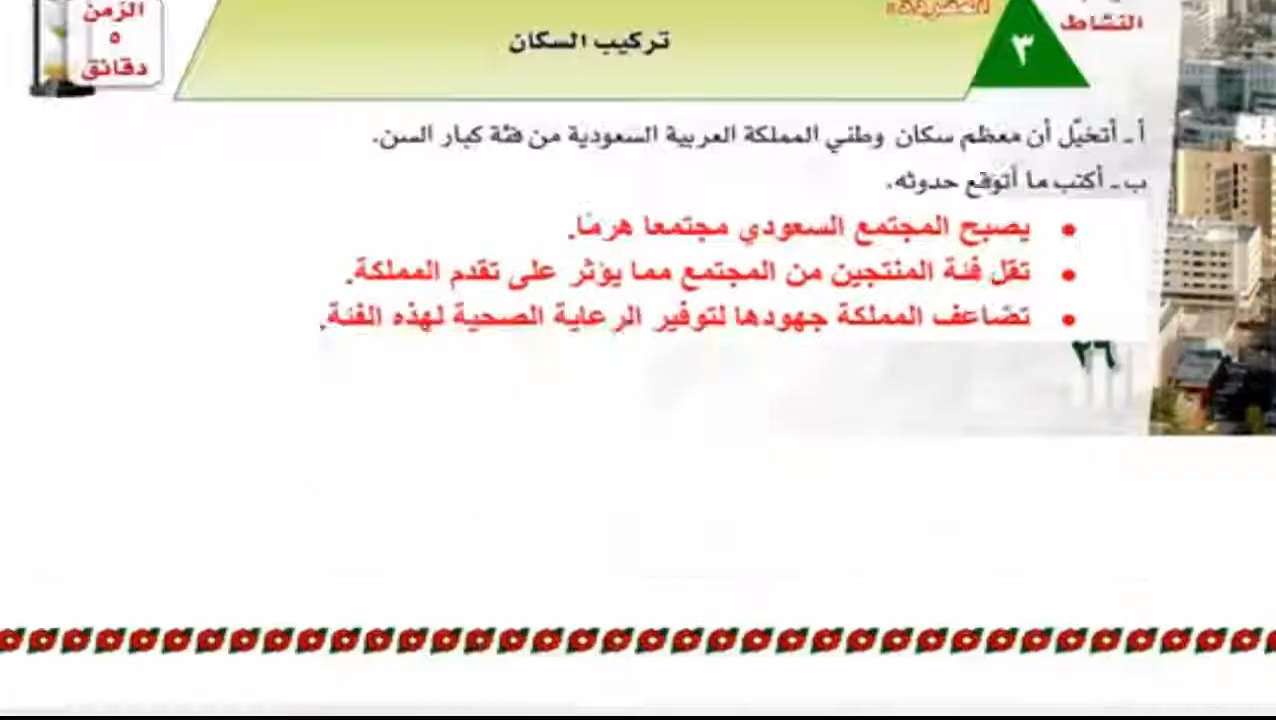 النشاط
٣
المفردة:
تركيب السكان
الزمن
٥
دقائق
أ ـ أتخيّل أن معظم سكان وطني المملكة العربية السعودية من فئة كبار السن.
ب ـ أكتب ما أتوقع حدوثه.
• يصبح المجتمع السعودي مجتمعا هرمًا.
• تقل فئة المنتجين من المجتمع مما يؤثر على تقدم المملكة.
• تضاعف المملكة جهودها لتوفير الرعاية الصحية لهذه الفئة.
٢٦